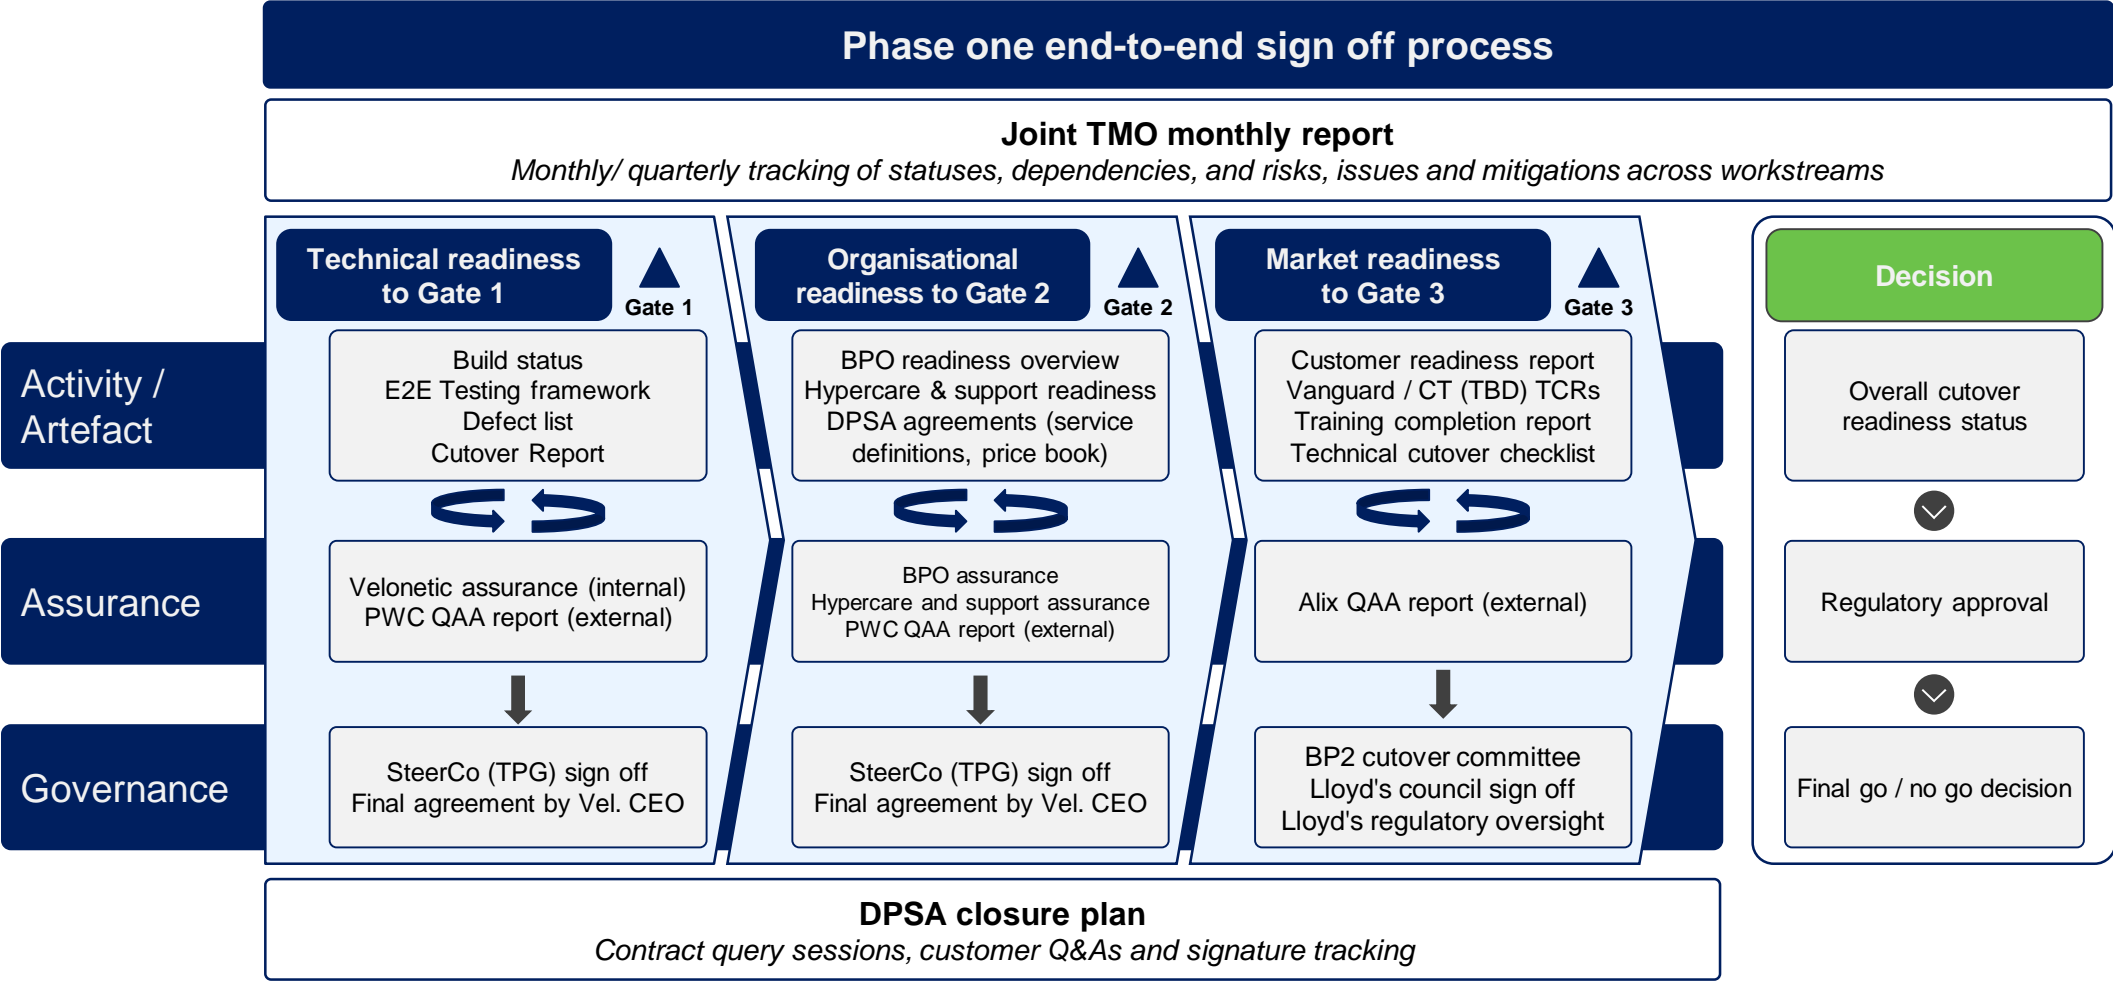 Phase one end-to-end sign off process
Joint TMO monthly report
Monthly/ quarterly tracking of statuses, dependencies, and risks, issues and mitigations across workstreams
Technical readiness
to Gate 1
Gate 1
Organisational
readiness to Gate 2
Gate 2
Market readiness
to Gate 3
Gate 3
Decision
Activity /
Artefact
Build status
E2E Testing framework
Defect list
Cutover Report
BPO readiness overview
Hypercare & support readiness
DPSA agreements (service
definitions, price book)
Customer readiness report
Vanguard / CT (TBD) TCRs
Training completion report
Technical cutover checklist
Overall cutover
readiness status
Assurance
Velonetic assurance (internal)
PWC QAA report (external)
BPO assurance
Hypercare and support assurance
PWC QAA report (external)
Alix QAA report (external)
Regulatory approval
Governance
SteerCo (TPG) sign off
Final agreement by Vel. CEO
SteerCo (TPG) sign off
Final agreement by Vel. CEO
BP2 cutover committee
Lloyd's council sign off
Lloyd's regulatory oversight
Final go / no go decision
DPSA closure plan
Contract query sessions, customer Q&As and signature tracking